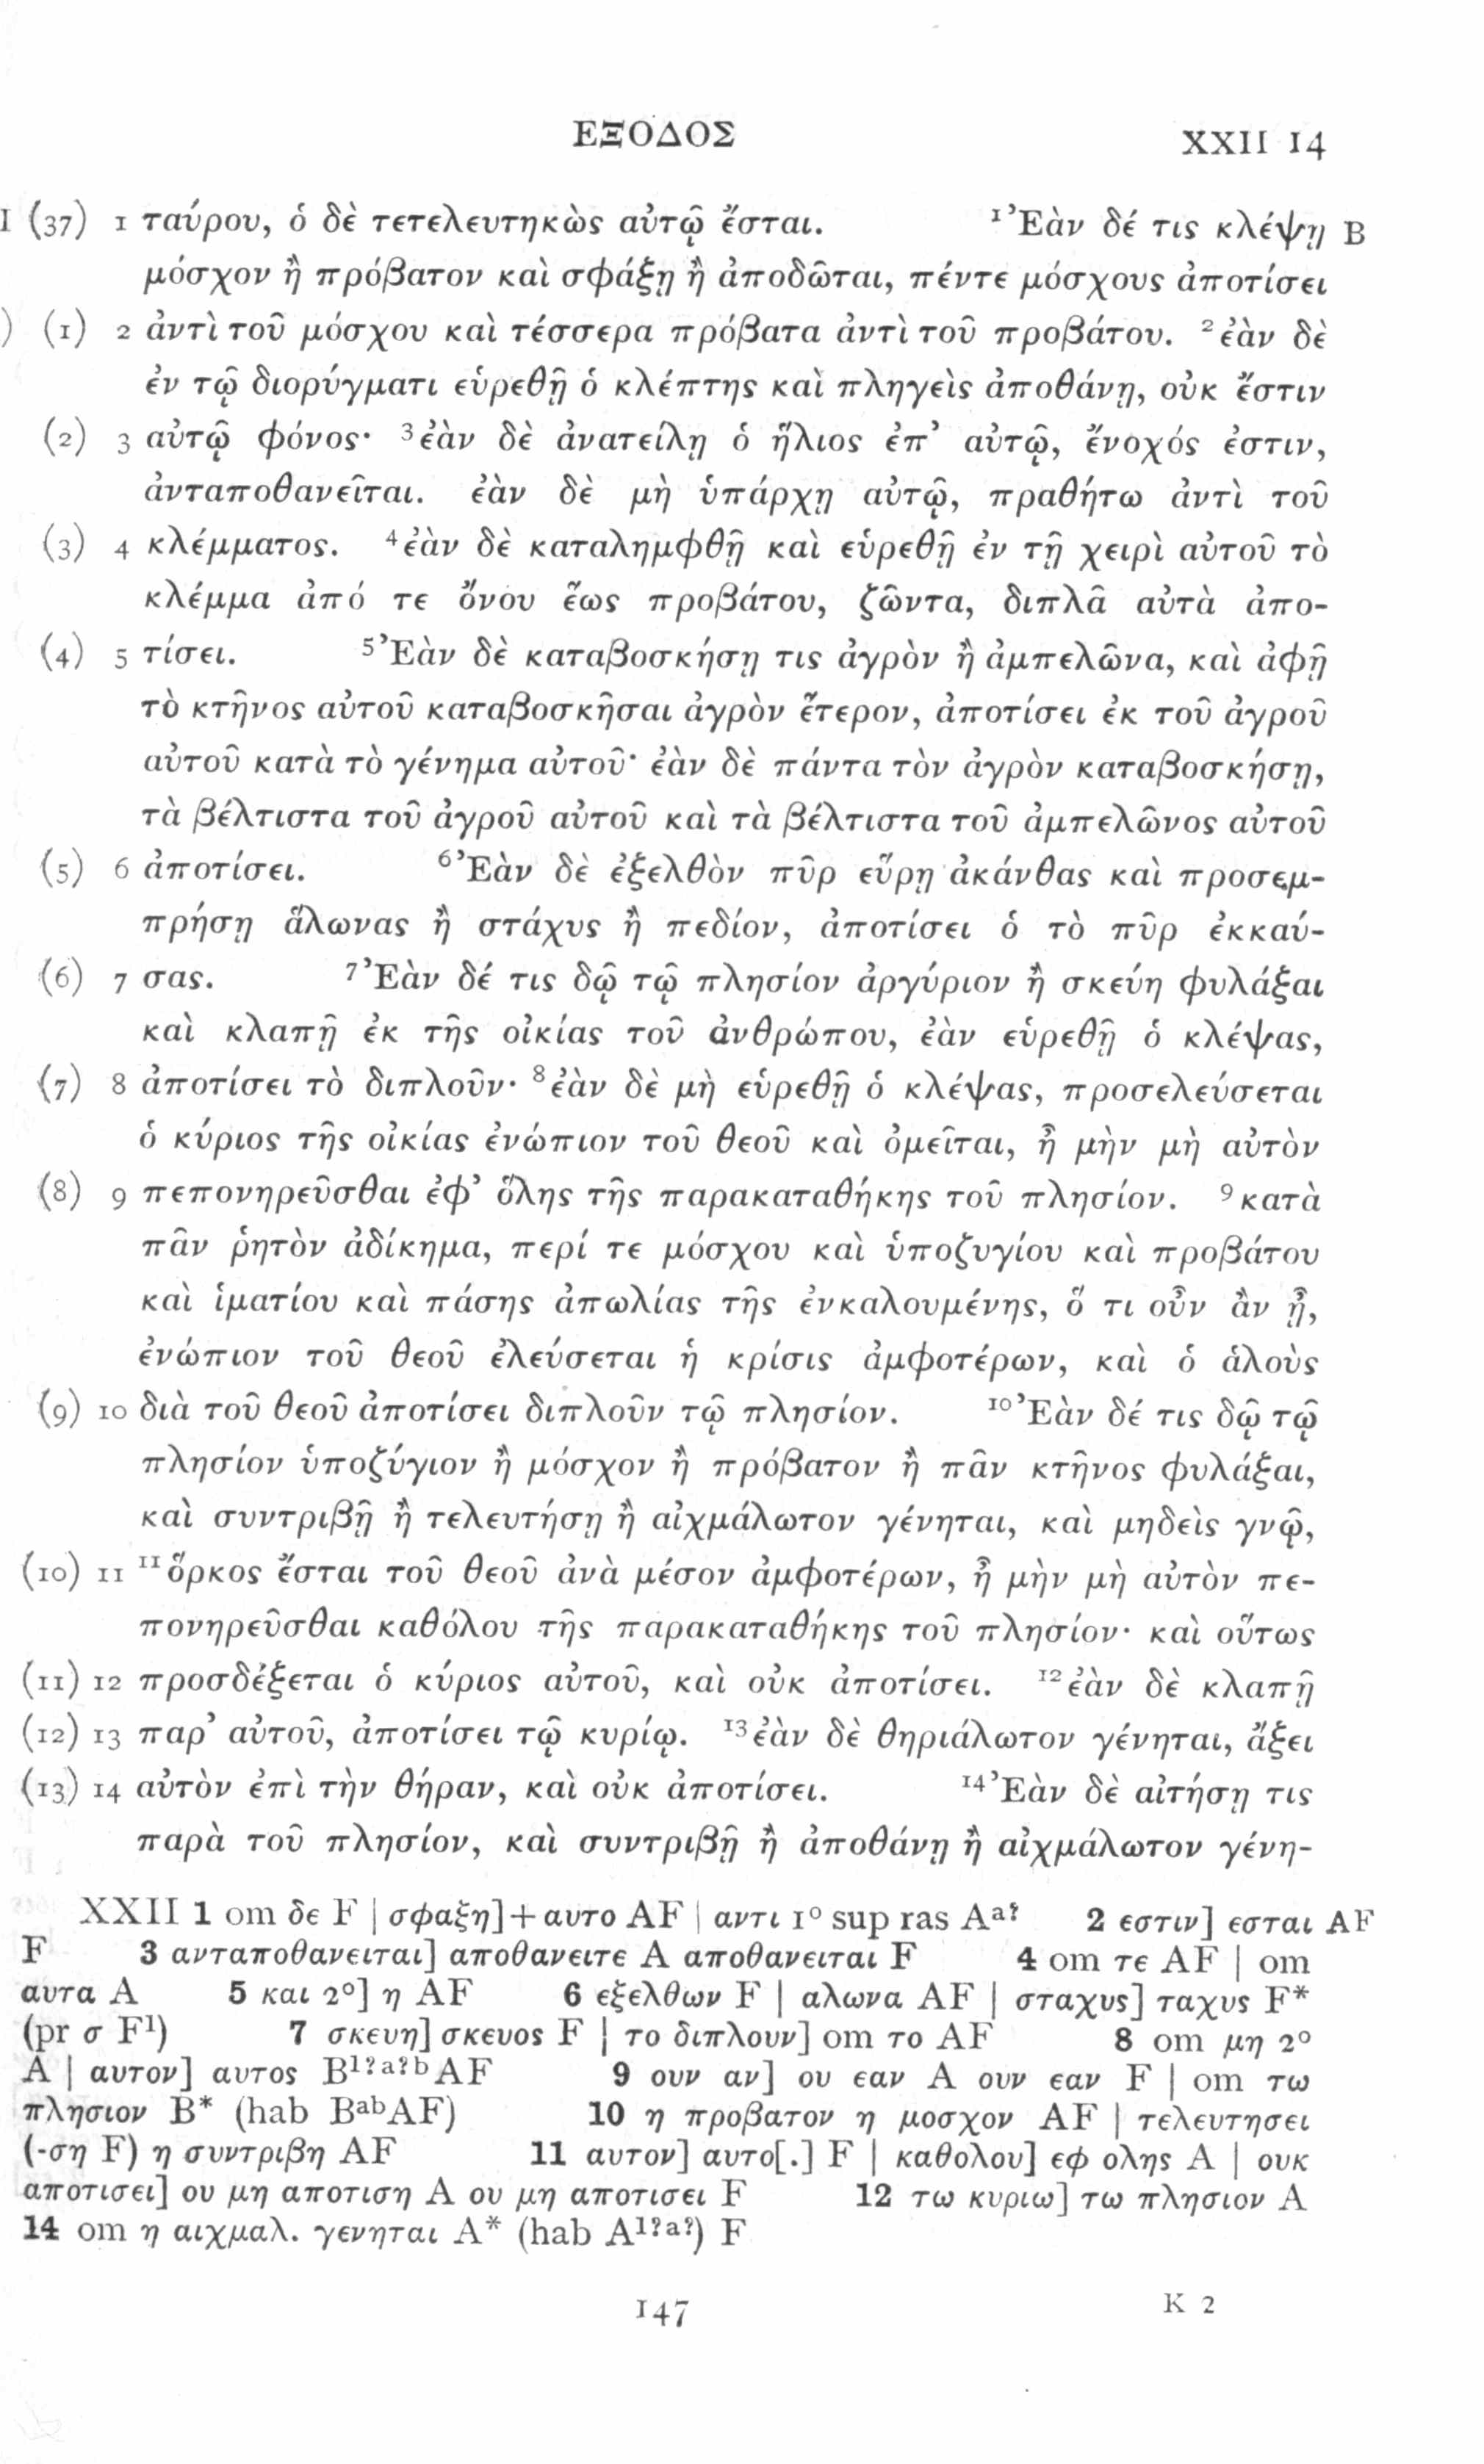 ΕΞΟΔΟΣ XXII 14
I (37) 1 ταύρου, ὁ δὲ τετελευτηκὼς αὐτῷ ἔσται. ¹Ἐὰν δέ τις κλέψῃ B
μόσχον ἢ πρόβατον καὶ σφάξῃ ἢ ἀποδῶται, πέντε μόσχους ἀποτίσει
) (1) 2 ἀντὶ τοῦ μόσχου καὶ τέσσερα πρόβατα ἀντὶ τοῦ προβάτου. ²ἐὰν δὲ
ἐν τῷ διορύγματι εὑρεθῇ ὁ κλέπτης καὶ πληγεὶς ἀποθάνῃ, οὐκ ἔστιν
(2) 3 αὐτῷ φόνος· ³ἐὰν δὲ ἀνατείλῃ ὁ ἥλιος ἐπ’ αὐτῷ, ἔνοχός ἐστιν,
ἀνταποθανεῖται. ἐὰν δὲ μὴ ὑπάρχῃ αὐτῷ, πραθήτω ἀντὶ τοῦ
(3) 4 κλέμματος. ⁴ἐὰν δὲ καταλημφθῇ καὶ εὑρεθῇ ἐν τῇ χειρὶ αὐτοῦ τὸ
κλέμμα ἀπό τε ὄνου ἕως προβάτου, ζῶντα, διπλᾶ αὐτὰ ἀπο-
(4) 5 τίσει. ⁵Ἐὰν δὲ καταβοσκήσῃ τις ἀγρὸν ἢ ἀμπελῶνα, καὶ ἀφῇ
τὸ κτῆνος αὐτοῦ καταβοσκῆσαι ἀγρὸν ἕτερον, ἀποτίσει ἐκ τοῦ ἀγροῦ
αὐτοῦ κατὰ τὸ γένημα αὐτοῦ· ἐὰν δὲ πάντα τὸν ἀγρὸν καταβοσκήσῃ,
τὰ βέλτιστα τοῦ ἀγροῦ αὐτοῦ καὶ τὰ βέλτιστα τοῦ ἀμπελῶνος αὐτοῦ
(5) 6 ἀποτίσει. ⁶Ἐὰν δὲ ἐξελθὸν πῦρ εὕρῃ ἀκάνθας καὶ προσεμ-
πρήσῃ ἅλωνας ἢ στάχυς ἢ πεδίον, ἀποτίσει ὁ τὸ πῦρ ἐκκαύ-
(6) 7 σας. ⁷Ἐὰν δέ τις δῷ τῷ πλησίον ἀργύριον ἢ σκεύη φυλάξαι
καὶ κλαπῇ ἐκ τῆς οἰκίας τοῦ ἀνθρώπου, ἐὰν εὑρεθῇ ὁ κλέψας,
(7) 8 ἀποτίσει τὸ διπλοῦν· ⁸ἐὰν δὲ μὴ εὑρεθῇ ὁ κλέψας, προσελεύσεται
ὁ κύριος τῆς οἰκίας ἐνώπιον τοῦ θεοῦ καὶ ὀμεῖται, ἦ μὴν μὴ αὐτὸν
(8) 9 πεπονηρεῦσθαι ἐφ’ ὅλης τῆς παρακαταθήκης τοῦ πλησίον. ⁹κατὰ
πᾶν ῥητὸν ἀδίκημα, περί τε μόσχου καὶ ὑποζυγίου καὶ προβάτου
καὶ ἱματίου καὶ πάσης ἀπωλίας τῆς ἐνκαλουμένης, ὅ τι οὖν ἂν ᾖ,
ἐνώπιον τοῦ θεοῦ ἐλεύσεται ἡ κρίσις ἀμφοτέρων, καὶ ὁ ἁλοὺς
(9) 10 διὰ τοῦ θεοῦ ἀποτίσει διπλοῦν τῷ πλησίον. ¹⁰Ἐὰν δέ τις δῷ τῷ
πλησίον ὑποζύγιον ἢ μόσχον ἢ πρόβατον ἢ πᾶν κτῆνος φυλάξαι,
καὶ συντριβῇ ἢ τελευτήσῃ ἢ αἰχμάλωτον γένηται, καὶ μηδεὶς γνῷ,
(10) 11 ¹¹ὅρκος ἔσται τοῦ θεοῦ ἀνὰ μέσον ἀμφοτέρων, ἦ μὴν μὴ αὐτὸν πε-
πονηρεῦσθαι καθόλου τῆς παρακαταθήκης τοῦ πλησίον· καὶ οὕτως
(11) 12 προσδέξεται ὁ κύριος αὐτοῦ, καὶ οὐκ ἀποτίσει. ¹²ἐὰν δὲ κλαπῇ
(12) 13 παρ’ αὐτοῦ, ἀποτίσει τῷ κυρίῳ. ¹³ἐὰν δὲ θηριάλωτον γένηται, ἄξει
(13) 14 αὐτὸν ἐπὶ τὴν θήραν, καὶ οὐκ ἀποτίσει. ¹⁴Ἐὰν δὲ αἰτήσῃ τις
παρὰ τοῦ πλησίον, καὶ συντριβῇ ἢ ἀποθάνῃ ἢ αἰχμάλωτον γένη-
XXII 1 om δε F | σφαξη]+αυτο AF | αντι 1º sup ras Aᵃ? 2 εστιν] εσται AF
F 3 ανταποθανειται] αποθανειτε A αποθανειται F 4 om τε AF | om
αυτα A 5 και 2º] η AF 6 εξελθων F | αλωνα AF | σταχυς] ταχυς F*
(pr σ F¹) 7 σκευη] σκευος F | το διπλουν] om το AF 8 om μη 2º
A | αυτον] αυτος B¹?ᵃ?ᵇAF 9 ουν αν] ου εαν A ουν εαν F | om τω
πλησιον B* (hab BᵃᵇAF) 10 η προβατον η μοσχον AF | τελευτησει
(-ση F) η συντριβη AF 11 αυτον] αυτο[.] F | καθολου] εφ ολης A | ουκ
αποτισει] ου μη αποτιση A ου μη αποτισει F 12 τω κυριω] τω πλησιον A
14 om η αιχμαλ. γενηται A* (hab A¹?ᵃ?) F
147 K 2